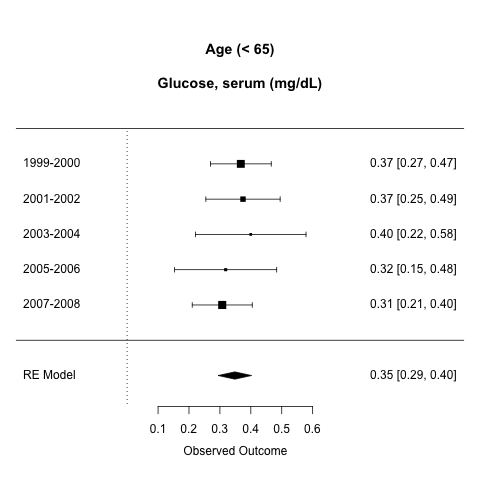 Age (< 65)
Glucose, serum (mg/dL)
1999-2000 0.37 [0.27, 0.47]
2001-2002 0.37 [0.25, 0.49]
2003-2004 0.40 [0.22, 0.58]
2005-2006 0.32 [0.15, 0.48]
2007-2008 0.31 [0.21, 0.40]
RE Model 0.35 [0.29, 0.40]
0.1 0.2 0.3 0.4 0.5 0.6
Observed Outcome